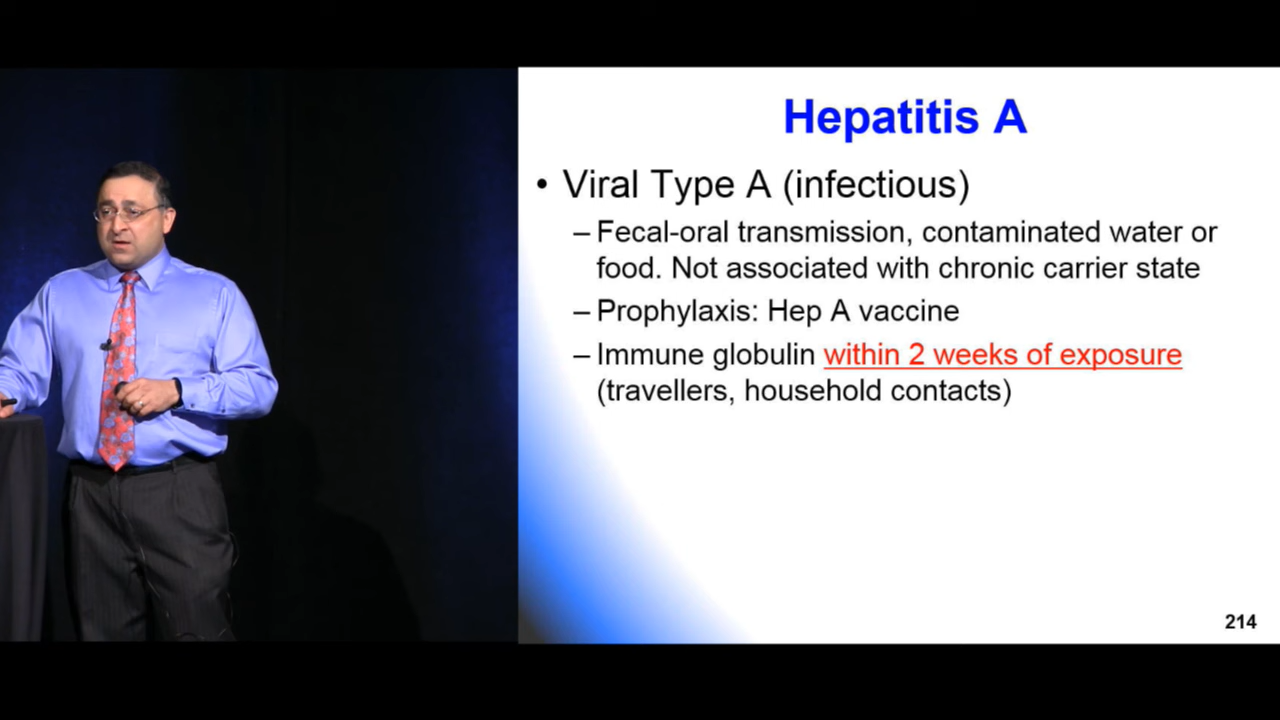 Hepatitis A
• Viral Type A (infectious)
– Fecal-oral transmission, contaminated water or
food. Not associated with chronic carrier state
– Prophylaxis: Hep A vaccine
– Immune globulin within 2 weeks of exposure
(travellers, household contacts)
214